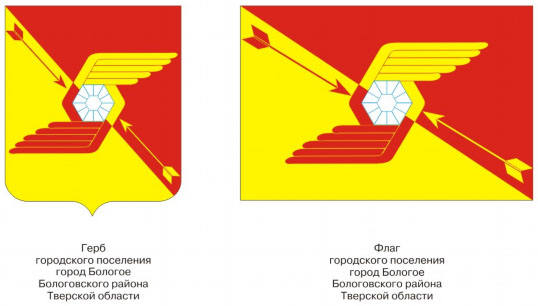 Герб
городского поселения
город Бологое
Бологовского района
Тверской области
Флаг
городского поселения
город Бологое
Бологовского района
Тверской области